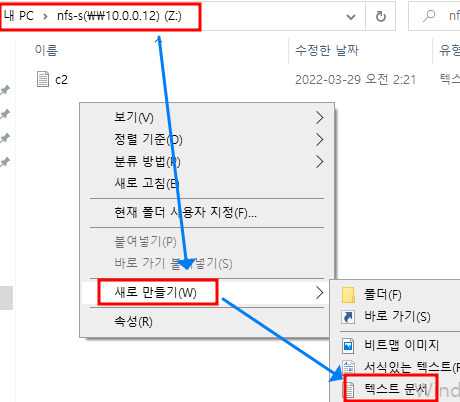 내 PC > nfs-s(₩₩10.0.0.12) (Z:)
nf
이름 수정한 날짜 유형
c2 2022-03-29 오전 2:21 텍스
보기(V)
정렬 기준(O)
분류 방법(P)
새로 고침(E)
현재 폴더 사용자 지정(F)...
붙여넣기(P)
바로 가기 붙여넣기(S)
새로 만들기(W)
속성(R)
폴더(F)
바로 가기(S)
비트맵 이미지
서식있는 텍스트(R
텍스트 문서
Wind